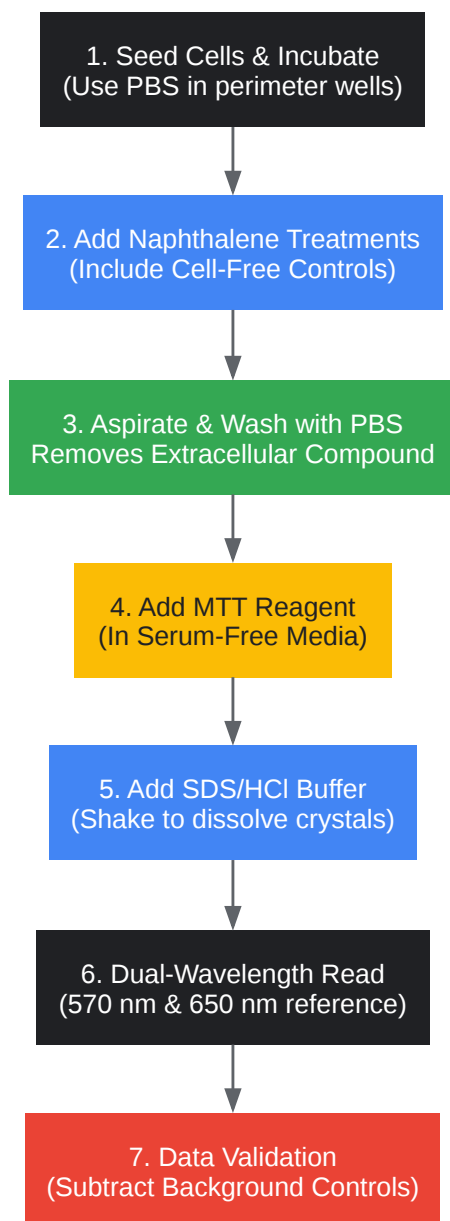 1. Seed Cells & Incubate
(Use PBS in perimeter wells)
2. Add Naphthalene Treatments
(Include Cell-Free Controls)
3. Aspirate & Wash with PBS
Removes Extracellular Compound
4. Add MTT Reagent
(In Serum-Free Media)
5. Add SDS/HCl Buffer
(Shake to dissolve crystals)
6. Dual-Wavelength Read
(570 nm & 650 nm reference)
7. Data Validation
(Subtract Background Controls)